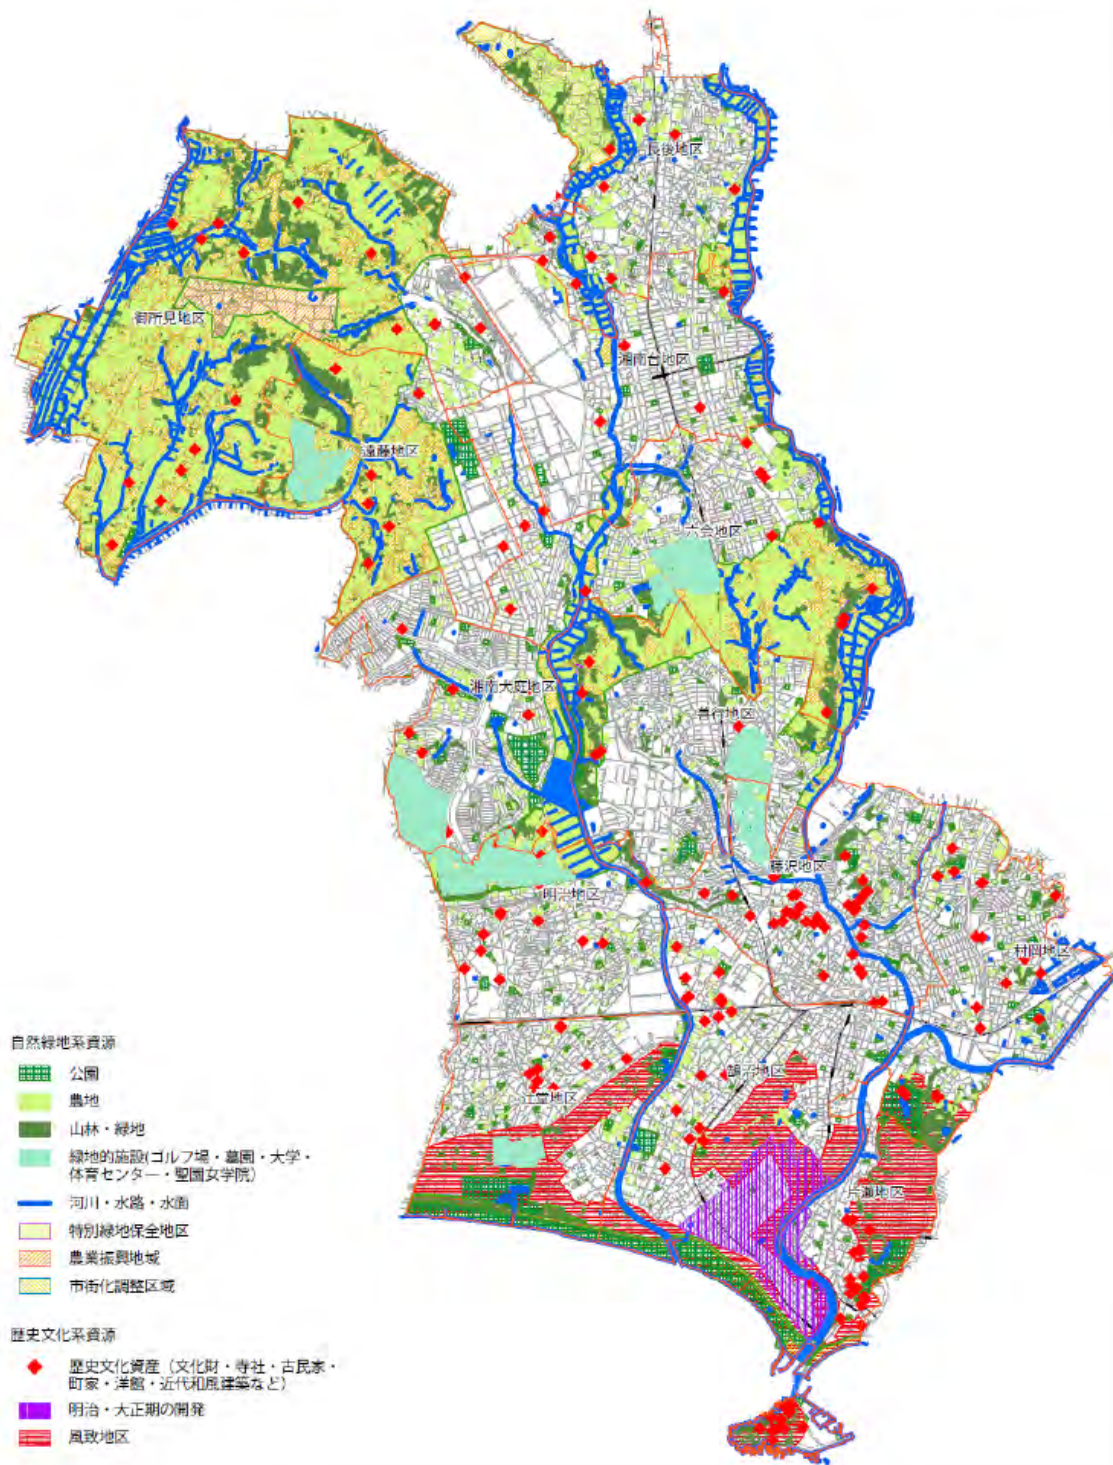 長後地区
御所見地区
湘南台地区
遠藤地区
六会地区
湘南大庭地区
善行地区
藤沢地区
明治地区
村岡地区
鵠沼地区
辻堂地区
片瀬地区
自然緑地系資源
公園
農地
山林・緑地
緑地的施設(ゴルフ場・墓園・大学・
体育センター・聖園女学院)
河川・水路・水面
特別緑地保全地区
農業振興地域
市街化調整区域
歴史文化系資源
歴史文化資産（文化財・寺社・古民家・
町家・洋館・近代和風建築など）
明治・大正期の開発
風致地区